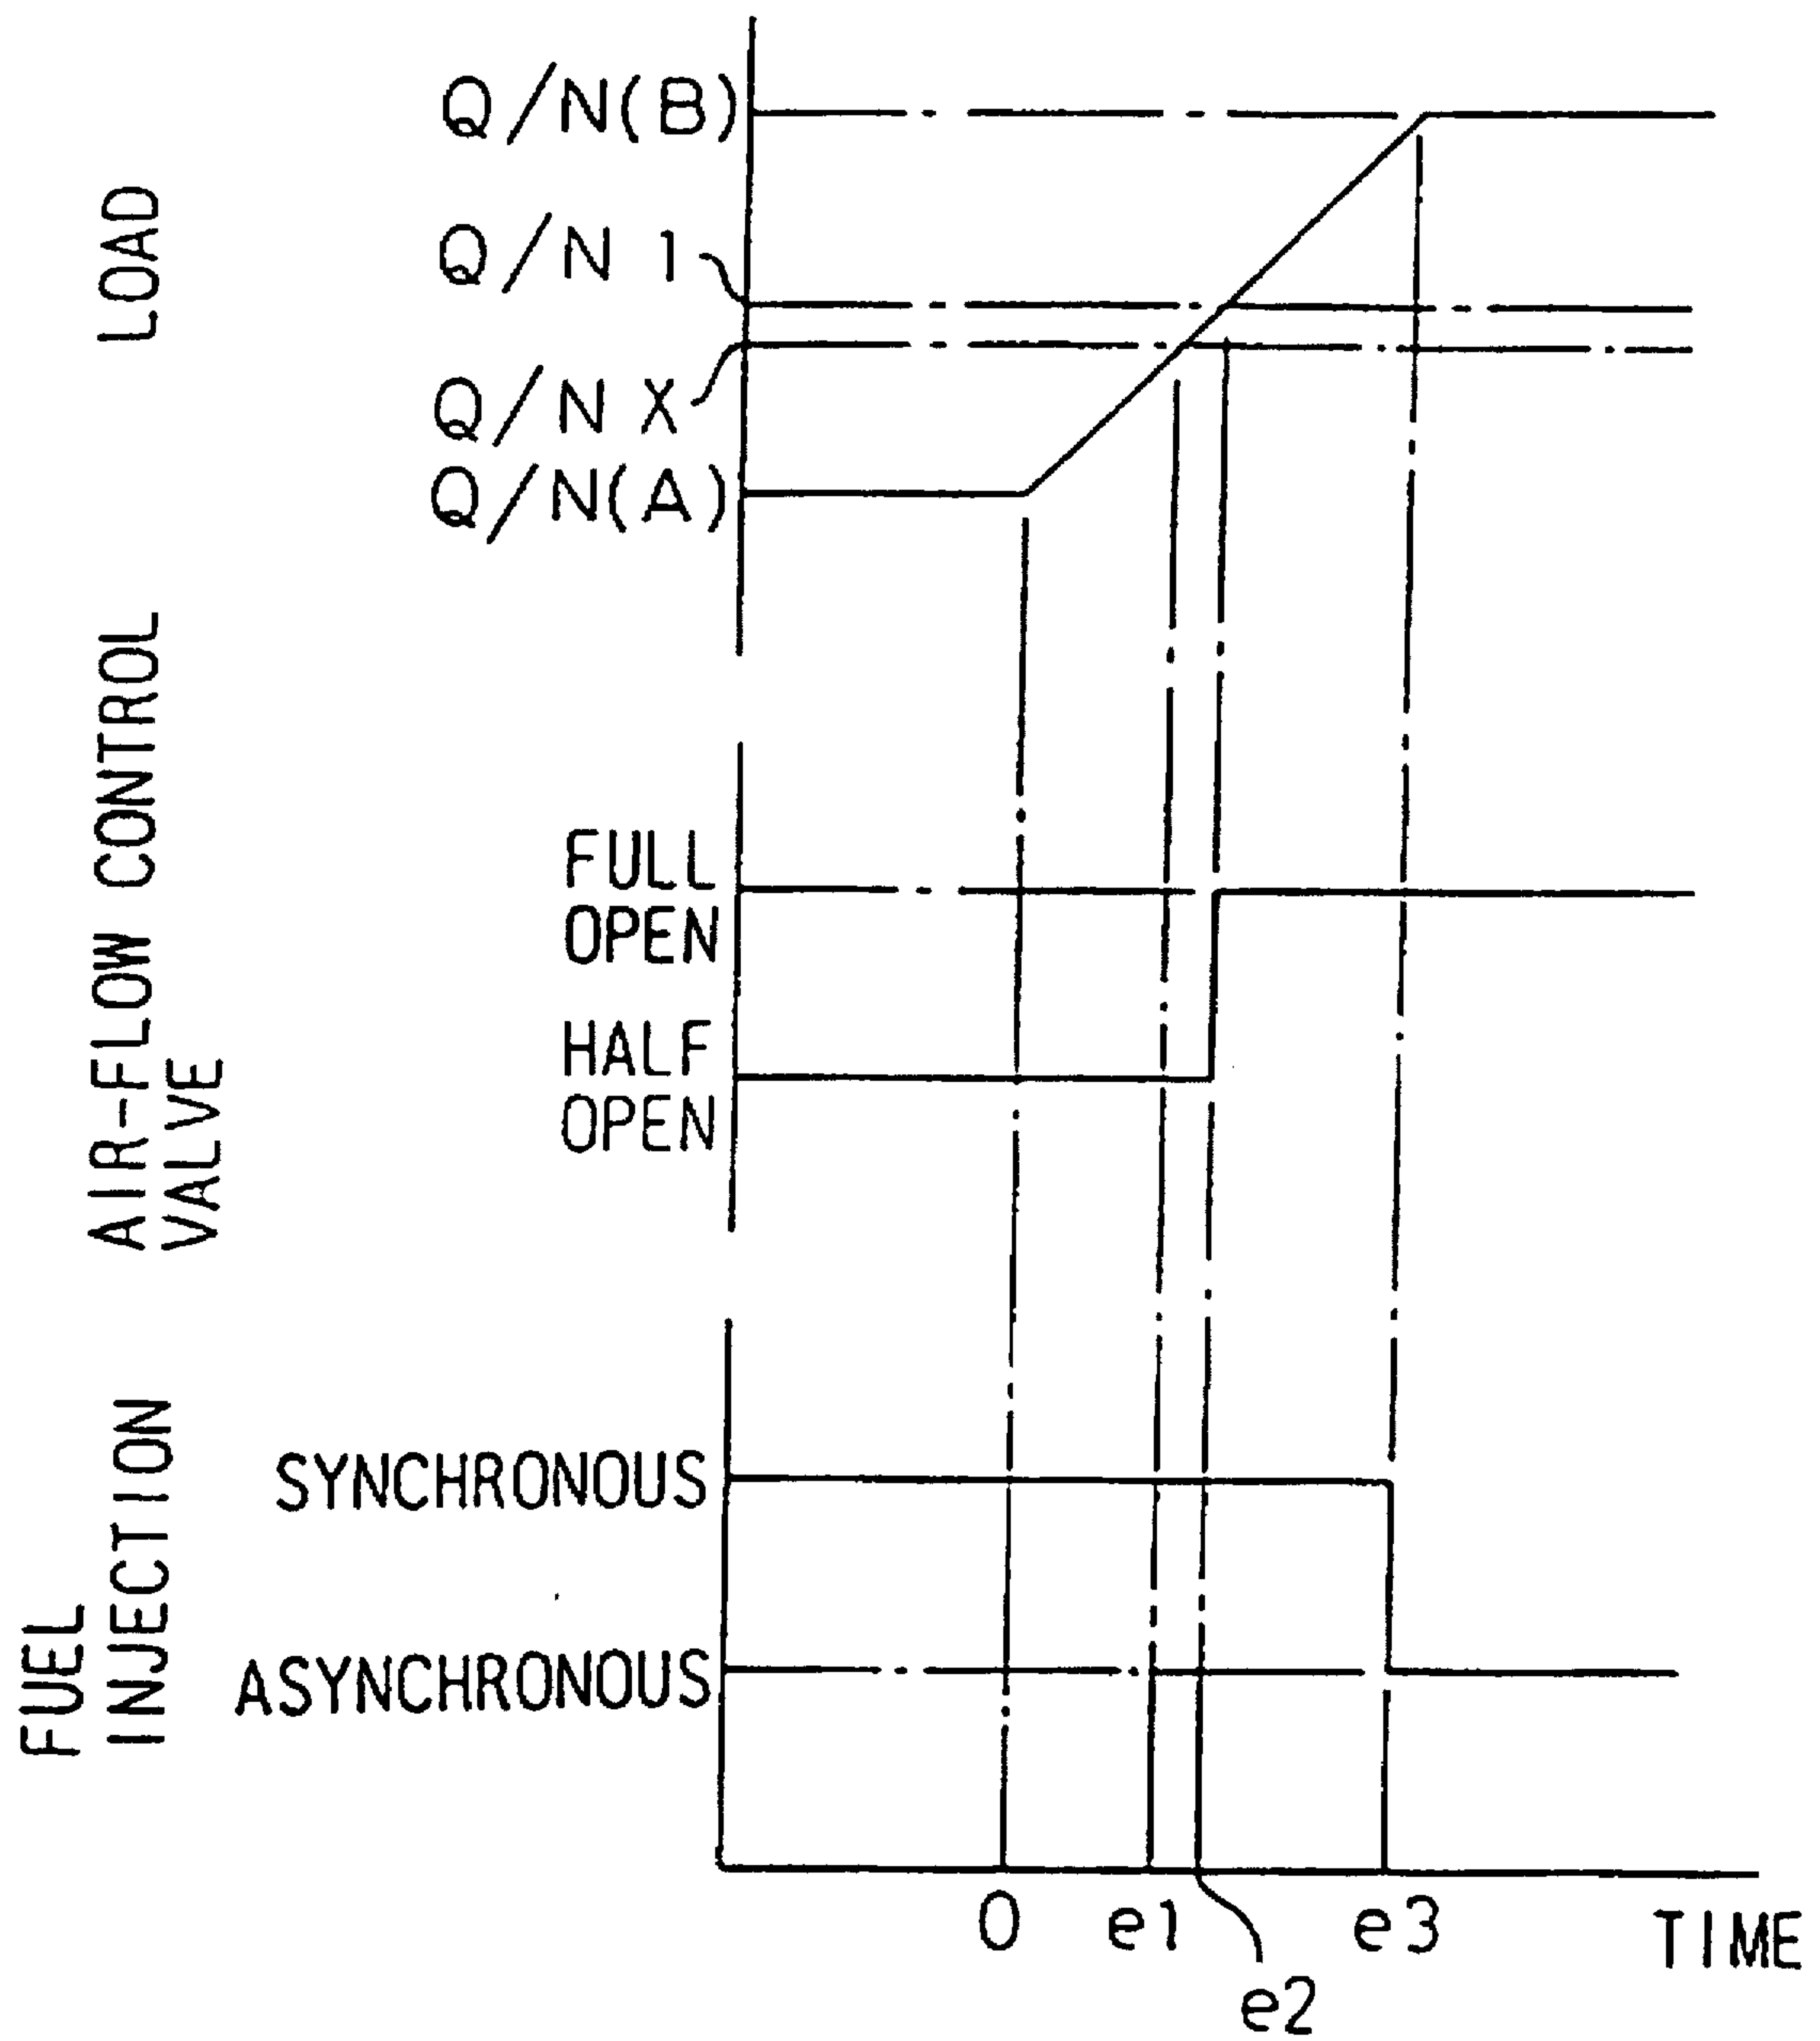 LOAD
Q/N(B)
Q/N 1
Q/N X
Q/N(A)
AIR-FLOW CONTROL
VALVE
FULL
OPEN
HALF
OPEN
FUEL
INJECTION
SYNCHRONOUS
ASYNCHRONOUS
0 e1 e3 TIME
e2